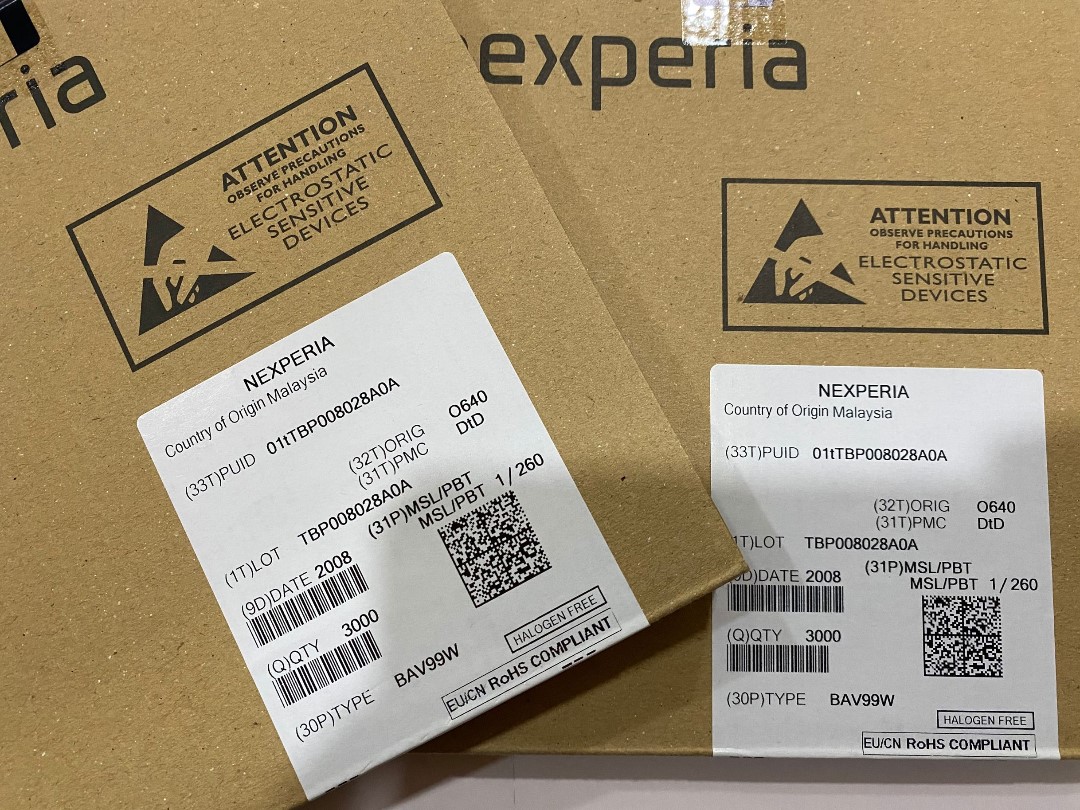 ria
ATTENTION
OBSERVE PRECAUTIONS
FOR HANDLING
ELECTROSTATIC
SENSITIVE
DEVICES
NEXPERIA
Country of Origin Malaysia
(33T)PUID 01tTBP008028A0A
(32T)ORIG O640
(31T)PMC DtD
(1T)LOT TBP008028A0A
(31P)MSL/PBT
MSL/PBT 1/260
(9D)DATE 2008
(Q)QTY 3000
(30P)TYPE BAV99W
HALOGEN FREE
EU/CN RoHS COMPLIANT
nexperia
ATTENTION
OBSERVE PRECAUTIONS
FOR HANDLING
ELECTROSTATIC
SENSITIVE
DEVICES
NEXPERIA
Country of Origin Malaysia
(33T)PUID 01tTBP008028A0A
(32T)ORIG O640
(31T)PMC DtD
1T)LOT TBP008028A0A
(31P)MSL/PBT
D)DATE 2008
MSL/PBT 1/260
(Q)QTY 3000
(30P)TYPE BAV99W
HALOGEN FREE
EU/CN RoHS COMPLIANT